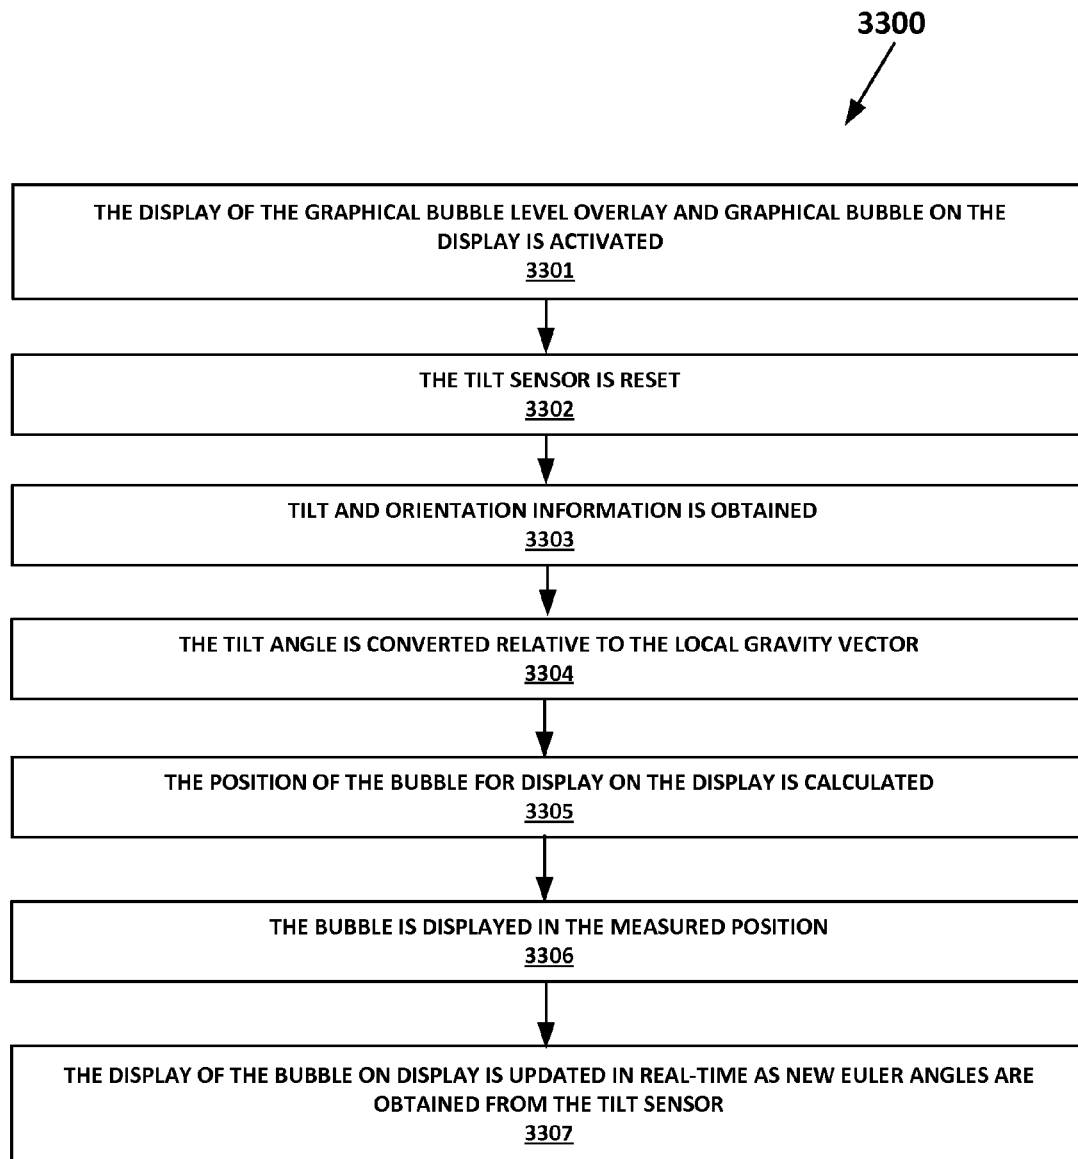 3300
THE DISPLAY OF THE GRAPHICAL BUBBLE LEVEL OVERLAY AND GRAPHICAL BUBBLE ON THE
DISPLAY IS ACTIVATED
3301
THE TILT SENSOR IS RESET
3302
TILT AND ORIENTATION INFORMATION IS OBTAINED
3303
THE TILT ANGLE IS CONVERTED RELATIVE TO THE LOCAL GRAVITY VECTOR
3304
THE POSITION OF THE BUBBLE FOR DISPLAY ON THE DISPLAY IS CALCULATED
3305
THE BUBBLE IS DISPLAYED IN THE MEASURED POSITION
3306
THE DISPLAY OF THE BUBBLE ON DISPLAY IS UPDATED IN REAL-TIME AS NEW EULER ANGLES ARE
OBTAINED FROM THE TILT SENSOR
3307